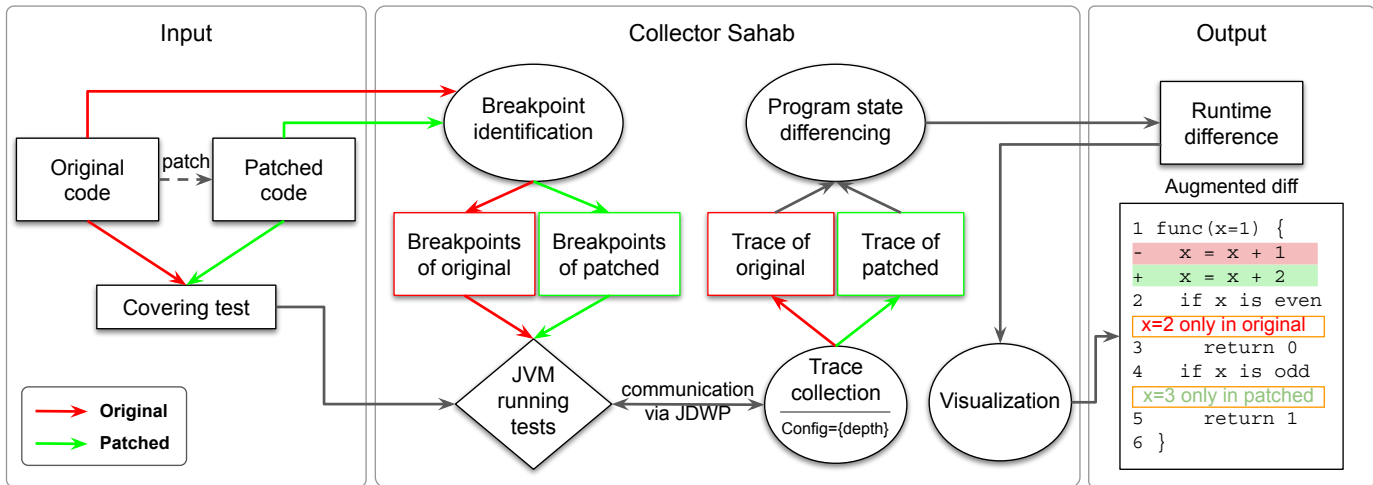 Input
Collector Sahab
Output
Original
code
patch
Patched
code
Covering test
Original
Patched
Breakpoint
identification
Breakpoints
of original
Breakpoints
of patched
JVM
running
tests
communication
via JDWP
Program state
differencing
Trace of
original
Trace of
patched
Trace
collection
Config={depth}
Visualization
Runtime
difference
Augmented diff
1 func(x=1) {
-   x = x + 1
+   x = x + 2
2   if x is even
x=2 only in original
3     return 0
4   if x is odd
x=3 only in patched
5     return 1
6 }